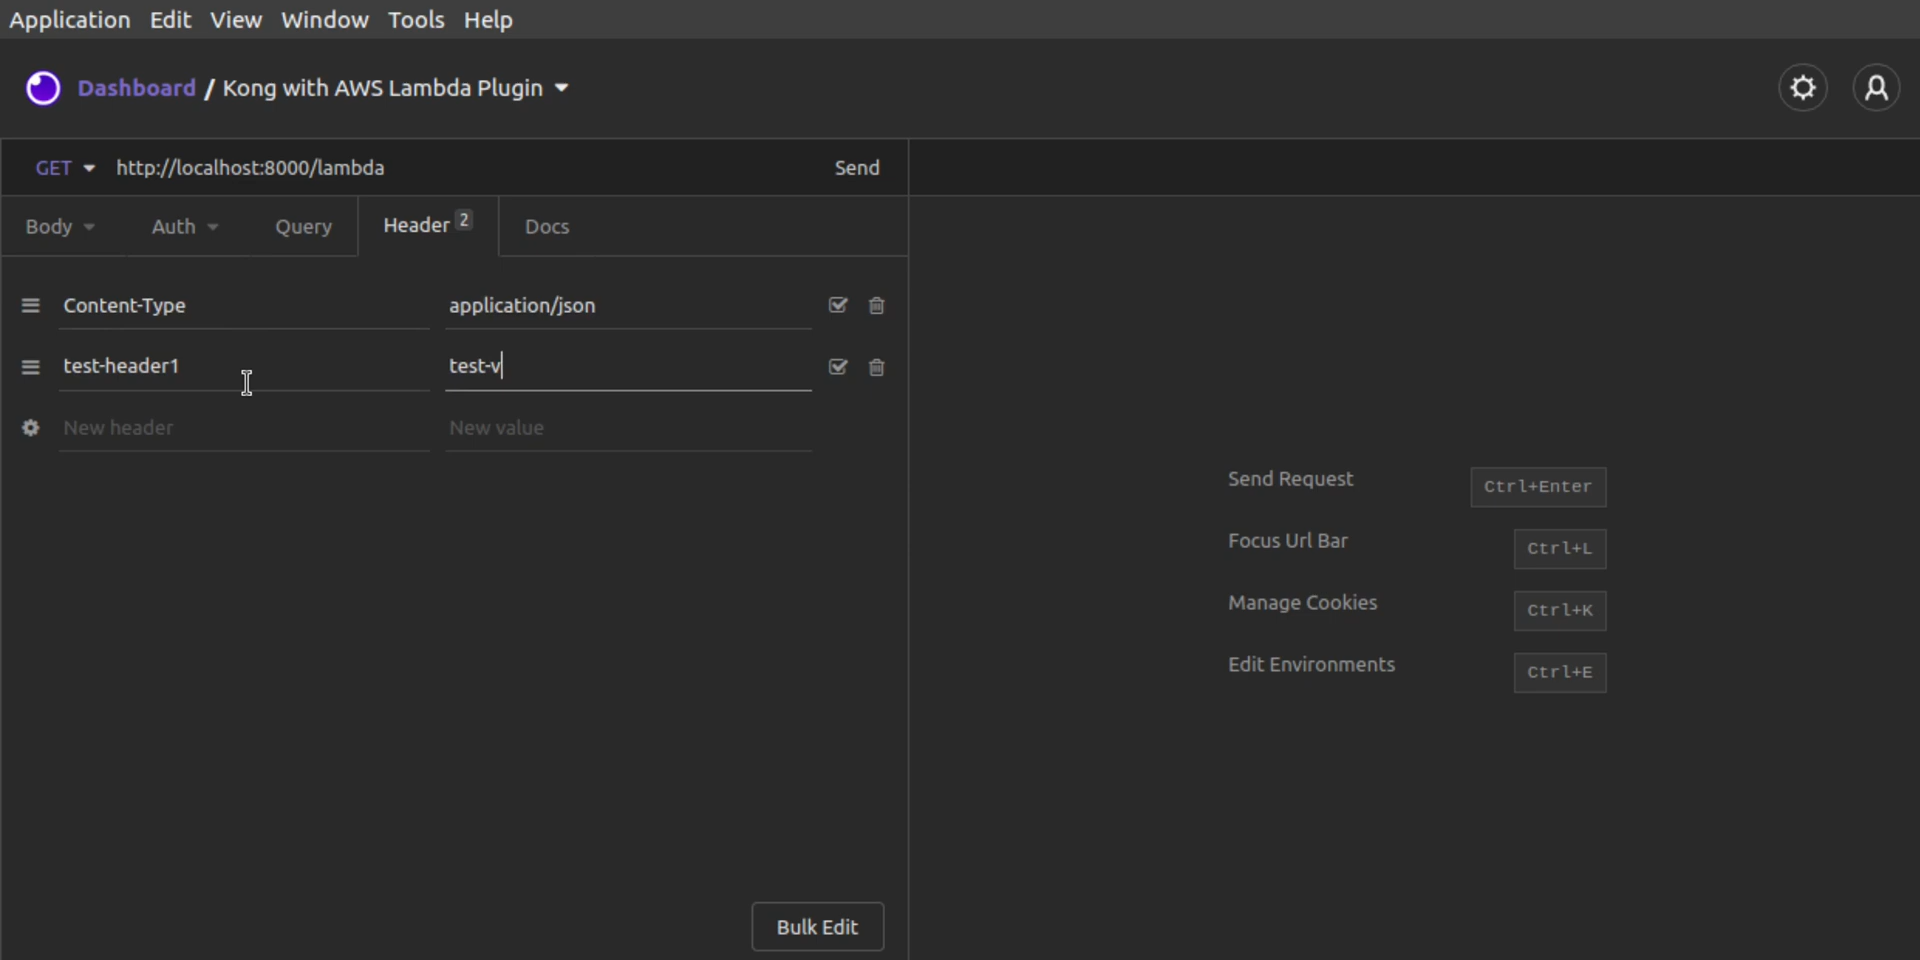 Application Edit View Window Tools Help
Dashboard / Kong with AWS Lambda Plugin
GET http://localhost:8000/lambda Send
Body Auth Query Header 2 Docs
Content-Type application/json
test-header1 test-v
New header New value
Send Request Ctrl+Enter
Focus Url Bar Ctrl+L
Manage Cookies Ctrl+K
Edit Environments Ctrl+E
Bulk Edit